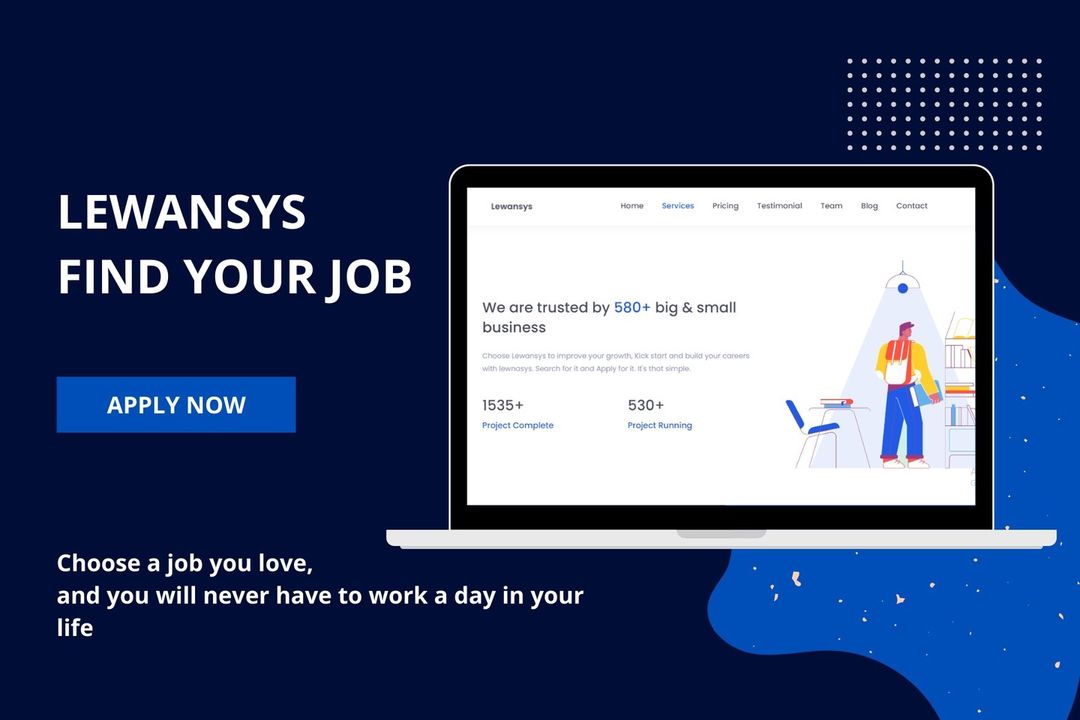 LEWANSYS
FIND YOUR JOB
APPLY NOW
Choose a job you love,
and you will never have to work a day in your
life
Lewansys
Home Services Pricing Testimonial Team Blog Contact
We are trusted by 580+ big & small
business
Choose Lewansys to improve your growth, Kick start and build your careers
with lewnasys. Search for it and Apply for it. It's that simple.
1535+ 530+
Project Complete Project Running